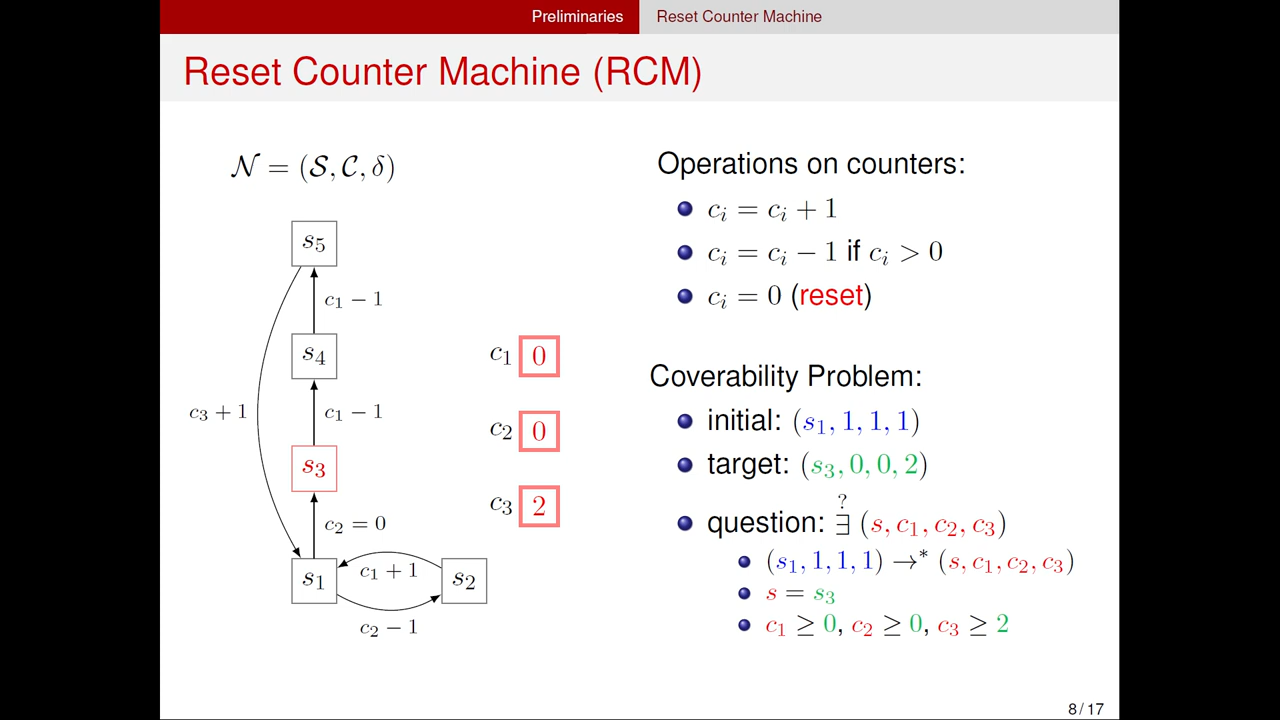 Preliminaries
Reset Counter Machine
Reset Counter Machine (RCM)
𝒩 = (𝒮, 𝒞, δ)
s₅
c₁ − 1
s₄
c₃ + 1
c₁ − 1
s₃
c₂ = 0
s₁
c₁ + 1
s₂
c₂ − 1
c₁ 0
c₂ 0
c₃ 2
Operations on counters:
cᵢ = cᵢ + 1
cᵢ = cᵢ − 1 if cᵢ > 0
cᵢ = 0 (reset)
Coverability Problem:
initial: (s₁, 1, 1, 1)
target: (s₃, 0, 0, 2)
question: ∃? (s, c₁, c₂, c₃)
(s₁, 1, 1, 1) →* (s, c₁, c₂, c₃)
s = s₃
c₁ ≥ 0, c₂ ≥ 0, c₃ ≥ 2
8 / 17